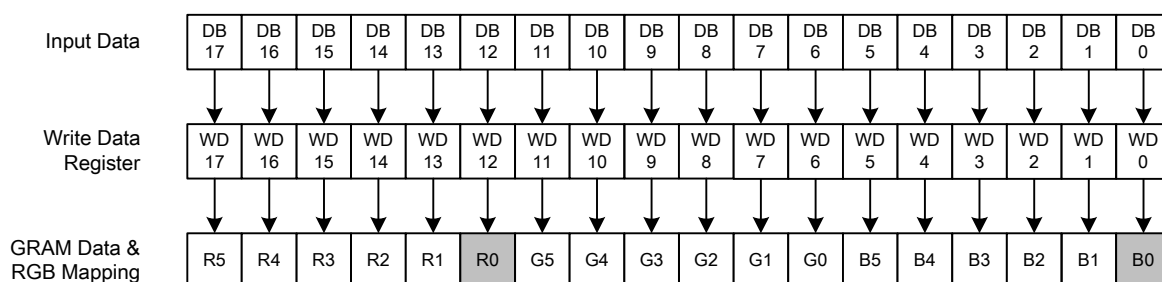 Input Data
DB DB DB DB DB DB DB DB DB DB DB DB DB DB DB DB DB DB
17 16 15 14 13 12 11 10 9 8 7 6 5 4 3 2 1 0
Write Data
Register
WD WD WD WD WD WD WD WD WD WD WD WD WD WD WD WD WD WD
17 16 15 14 13 12 11 10 9 8 7 6 5 4 3 2 1 0
GRAM Data &
RGB Mapping
R5 R4 R3 R2 R1 R0 G5 G4 G3 G2 G1 G0 B5 B4 B3 B2 B1 B0